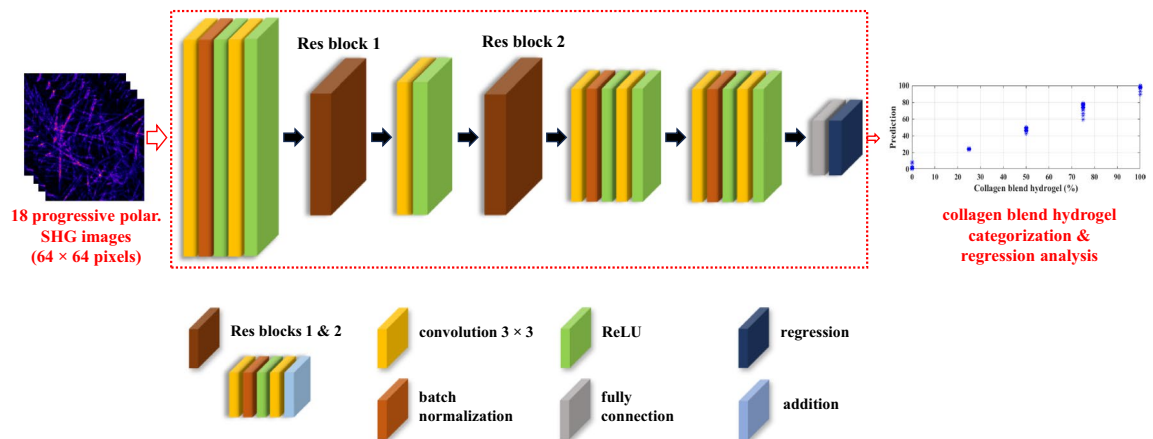 Res block 1
Res block 2
18 progressive polar.
SHG images
(64 × 64 pixels)
100
80
60
40
20
0
Prediction
0 10 20 30 40 50 60 70 80 90 100
Collagen blend hydrogel (%)
collagen blend hydrogel
categorization &
regression analysis
Res blocks 1 & 2
convolution 3 × 3
ReLU
regression
batch
normalization
fully
connection
addition